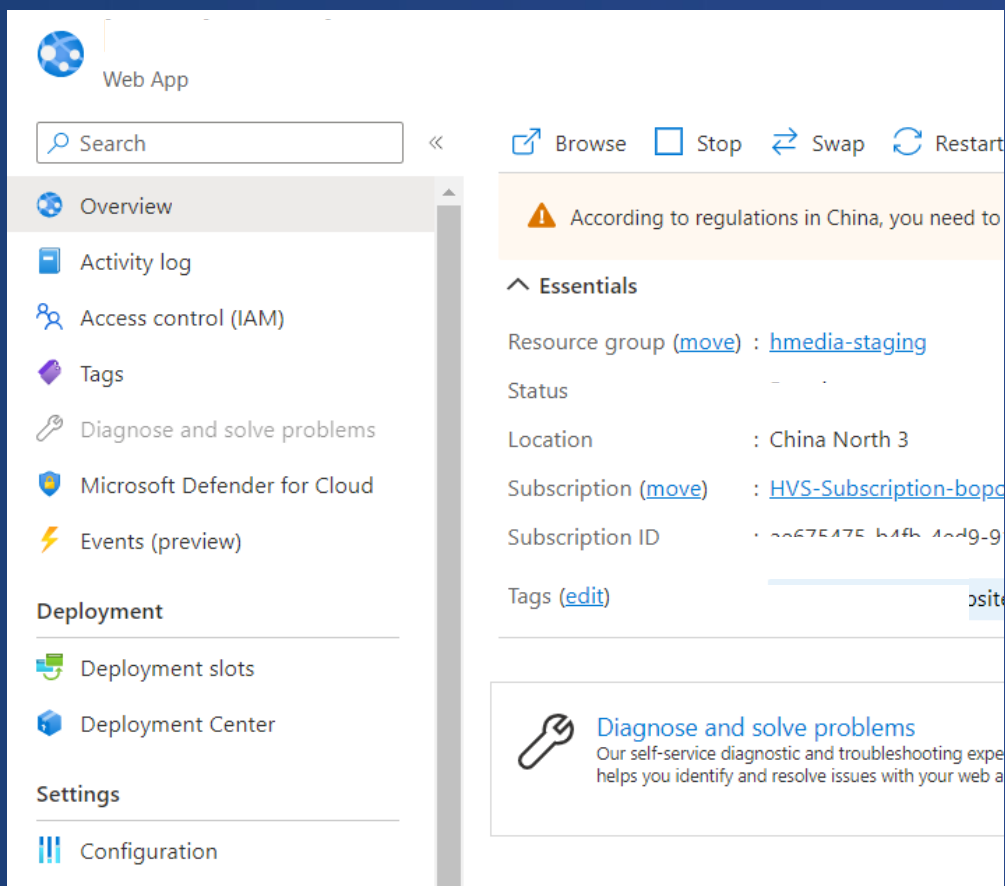 Web App
Search
«
Browse
Stop
Swap
Restart
Overview
Activity log
Access control (IAM)
Tags
Diagnose and solve problems
Microsoft Defender for Cloud
Events (preview)
Deployment
Deployment slots
Deployment Center
Settings
Configuration
According to regulations in China, you need to
Essentials
Resource group (move) : hmedia-staging
Status
Location : China North 3
Subscription (move) : HVS-Subscription-bopc
Subscription ID :
Tags (edit)
Diagnose and solve problems
Our self-service diagnostic and troubleshooting expe
helps you identify and resolve issues with your web a